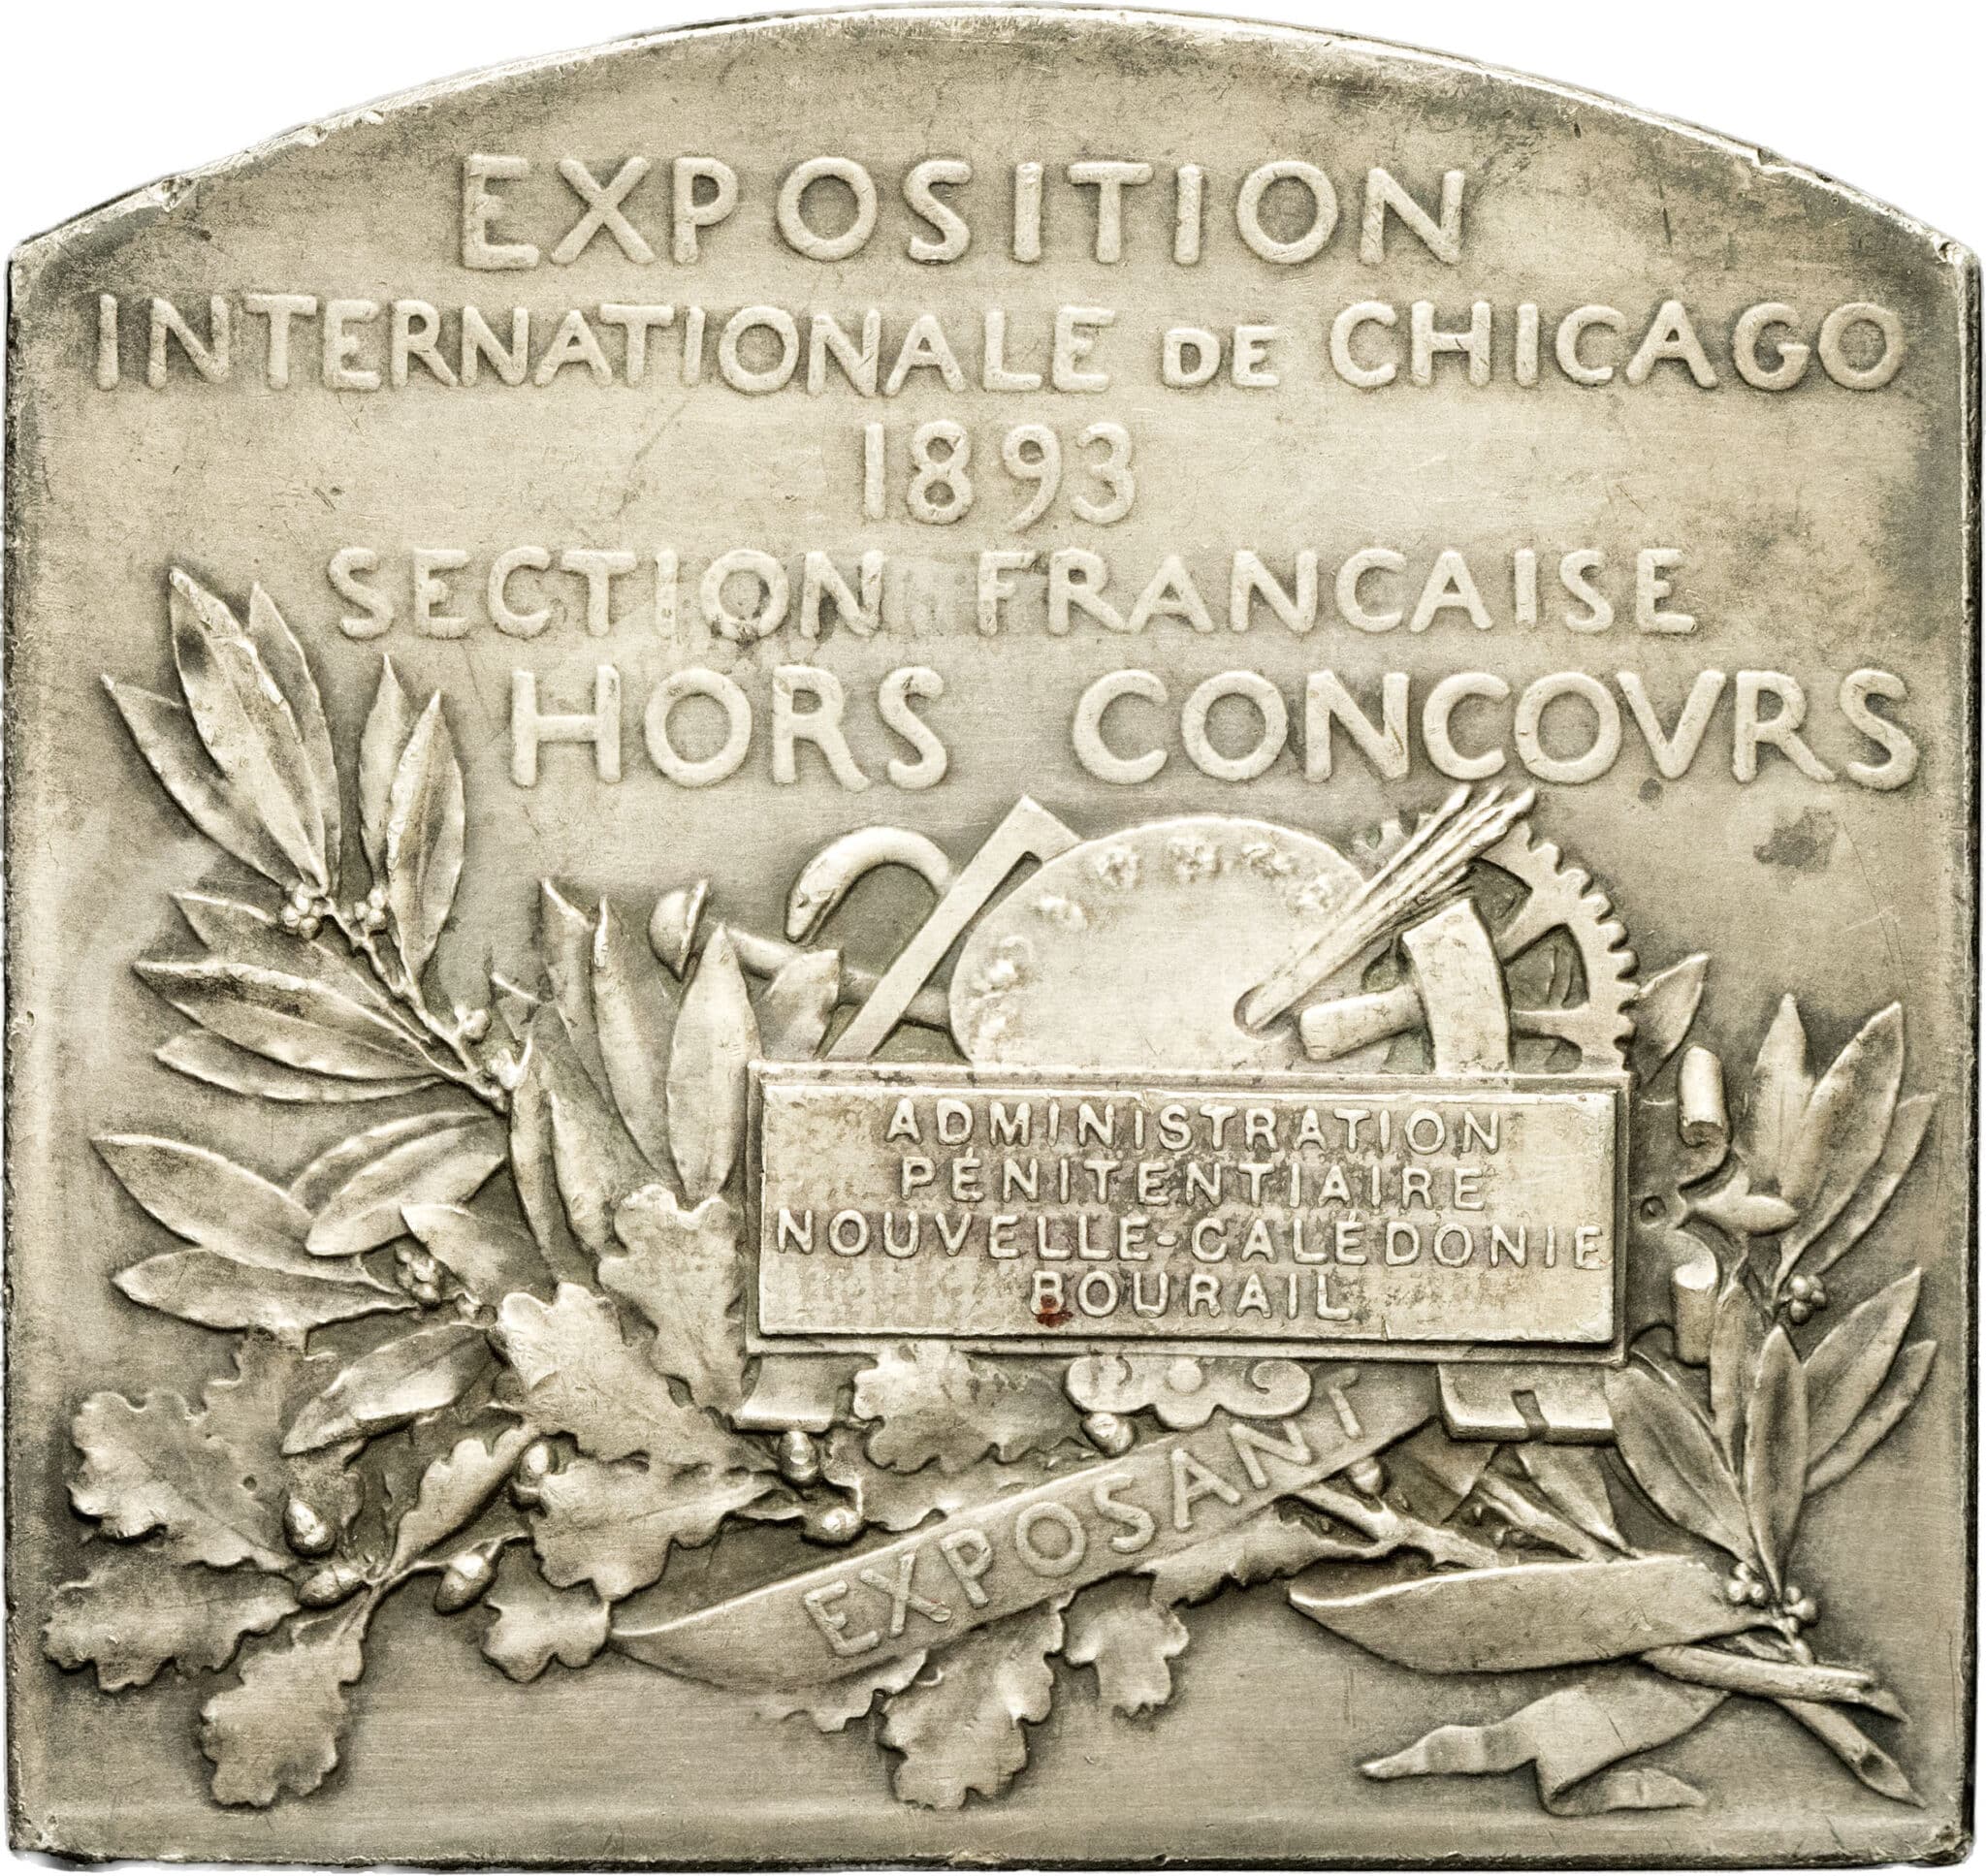 EXPOSITION
INTERNATIONALE DE CHICAGO
1893
SECTION FRANCAISE
HORS CONCOVRS
ADMINISTRATION
PÉNITENTIAIRE
NOUVELLE-CALÉDONIE
BOURAIL
EXPOSANT